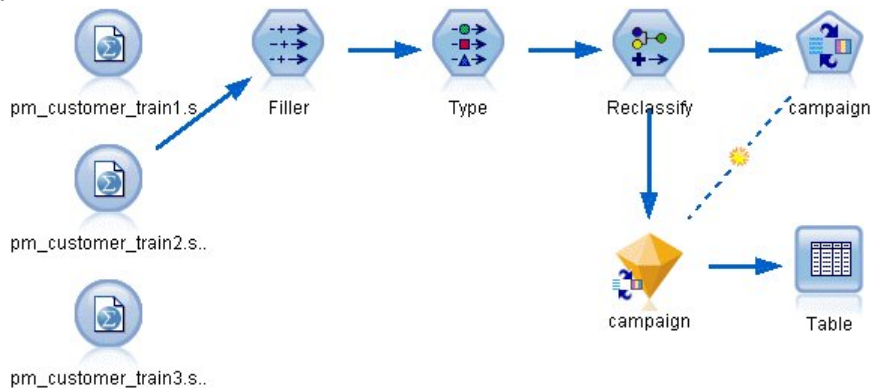 pm_customer_train1.s
Filler
Type
Reclassify
campaign
pm_customer_train2.s..
campaign
Table
pm_customer_train3.s..